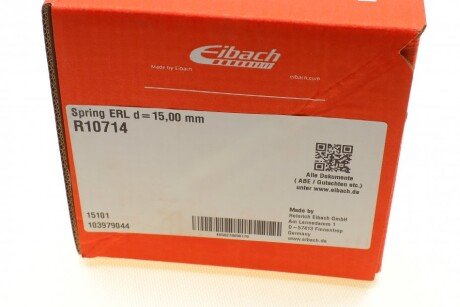 Eibach
Made by Eibach
eibach.com
Spring ERL d=15,00 mm
R10714
Alle Dokumente
( ABE / Gutachten etc.)
unter www.eibach.de
15101
103979044
Made by
Heinrich Eibach GmbH
Am Lennedamm 1
D-57413 Finnentrop
Germany
www.eibach.de